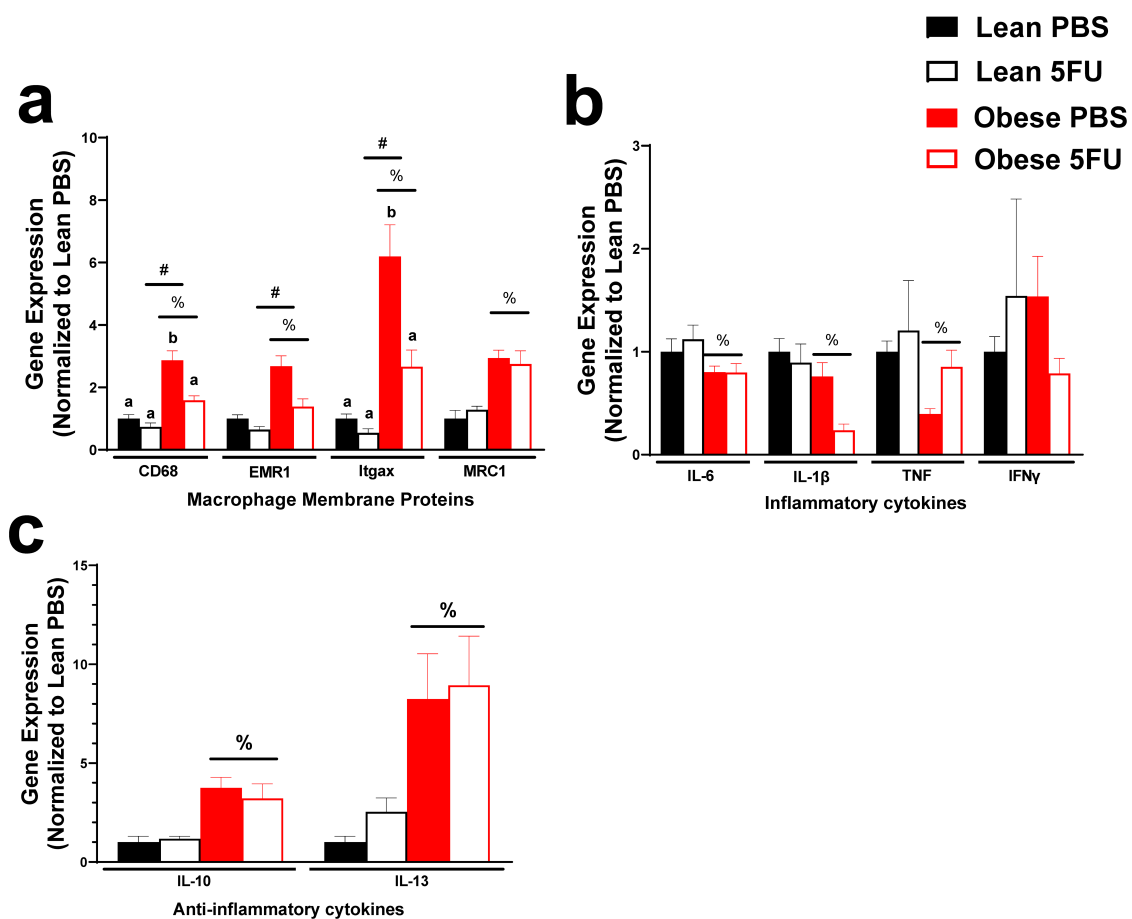 Lean PBS
Lean 5FU
Obese PBS
Obese 5FU
a
Gene Expression
(Normalized to Lean PBS)
10
8
6
4
2
0
#
%
b
a
a
a
#
%
#
%
b
a
a
a
%
CD68
EMR1
Itgax
MRC1
Macrophage Membrane Proteins
b
Gene Expression
(Normalized to Lean PBS)
3
2
1
0
%
%
%
IL-6
IL-1β
TNF
IFNγ
Inflammatory cytokines
c
Gene Expression
(Normalized to Lean PBS)
15
10
5
0
%
%
IL-10
IL-13
Anti-inflammatory cytokines